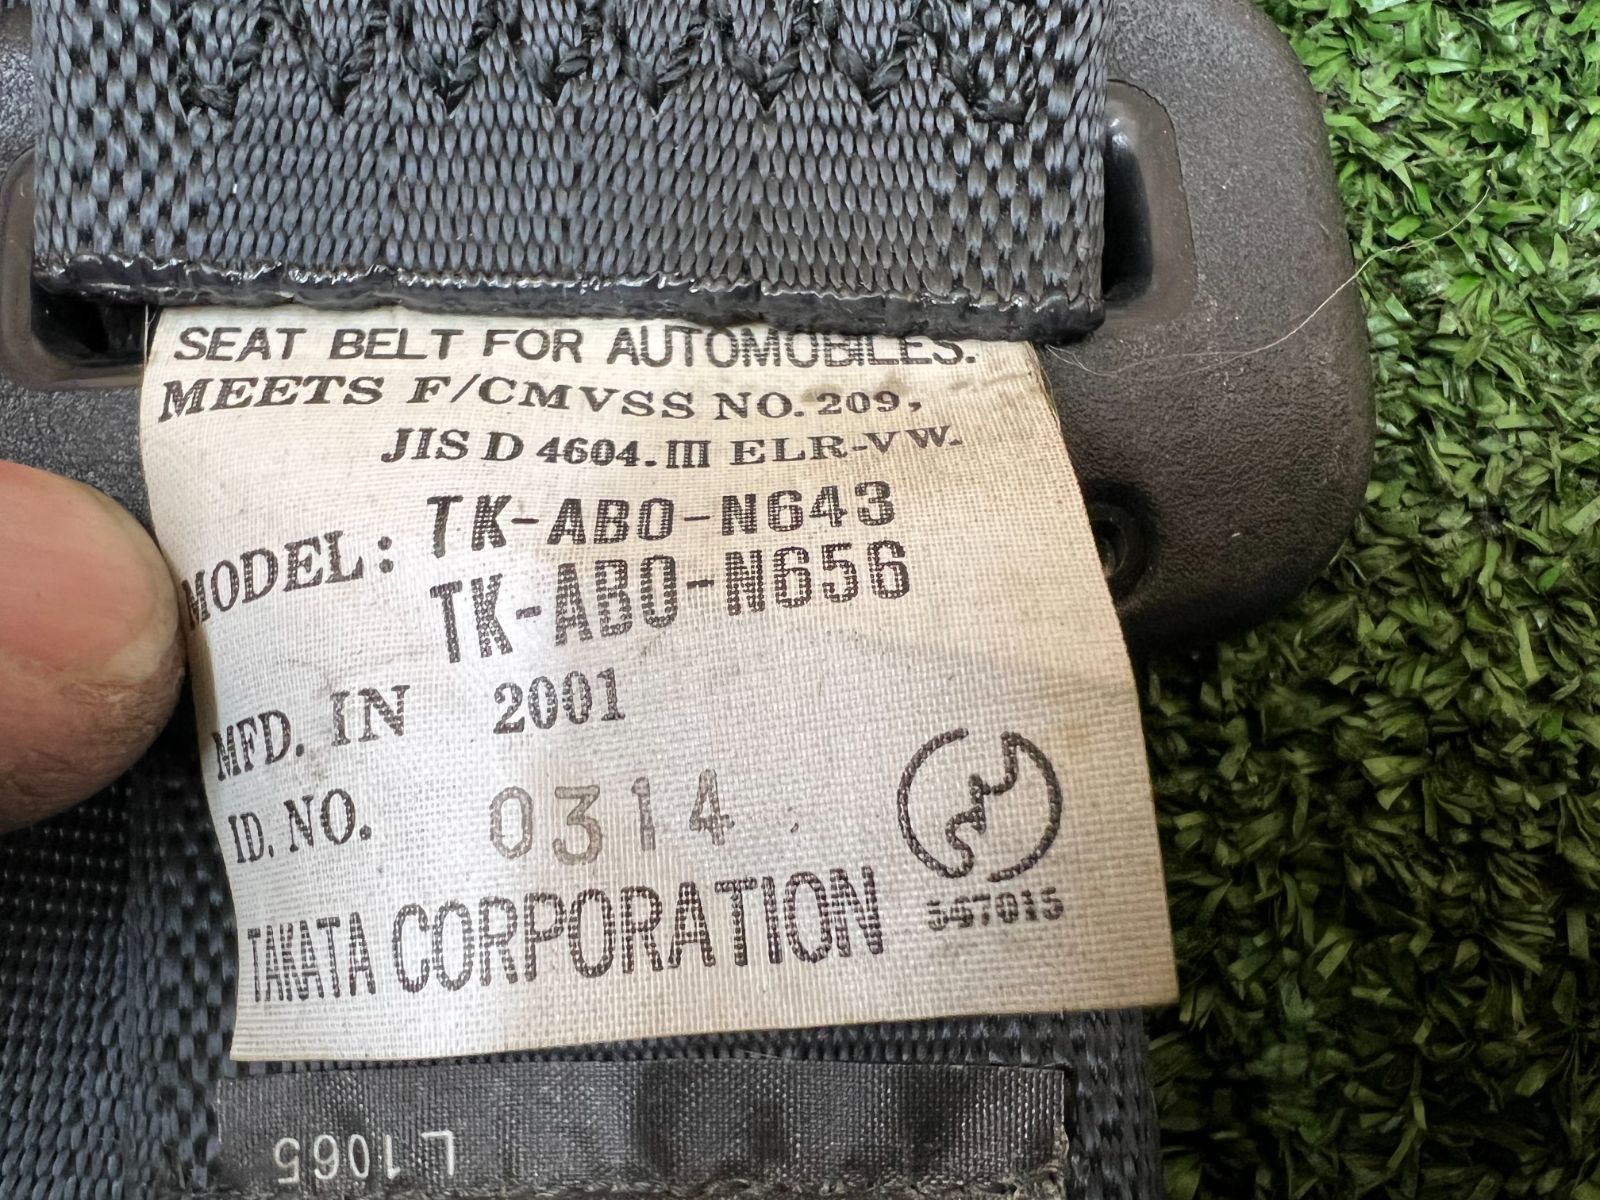 SEAT BELT FOR AUTOMOBILES.
MEETS F/CMVSS NO. 209,
JIS D 4604. III ELR-VW.
MODEL: TK-AB0-N643
TK-AB0-N656
MFD. IN 2001
ID. NO. 0314
TAKATA CORPORATION
L1065